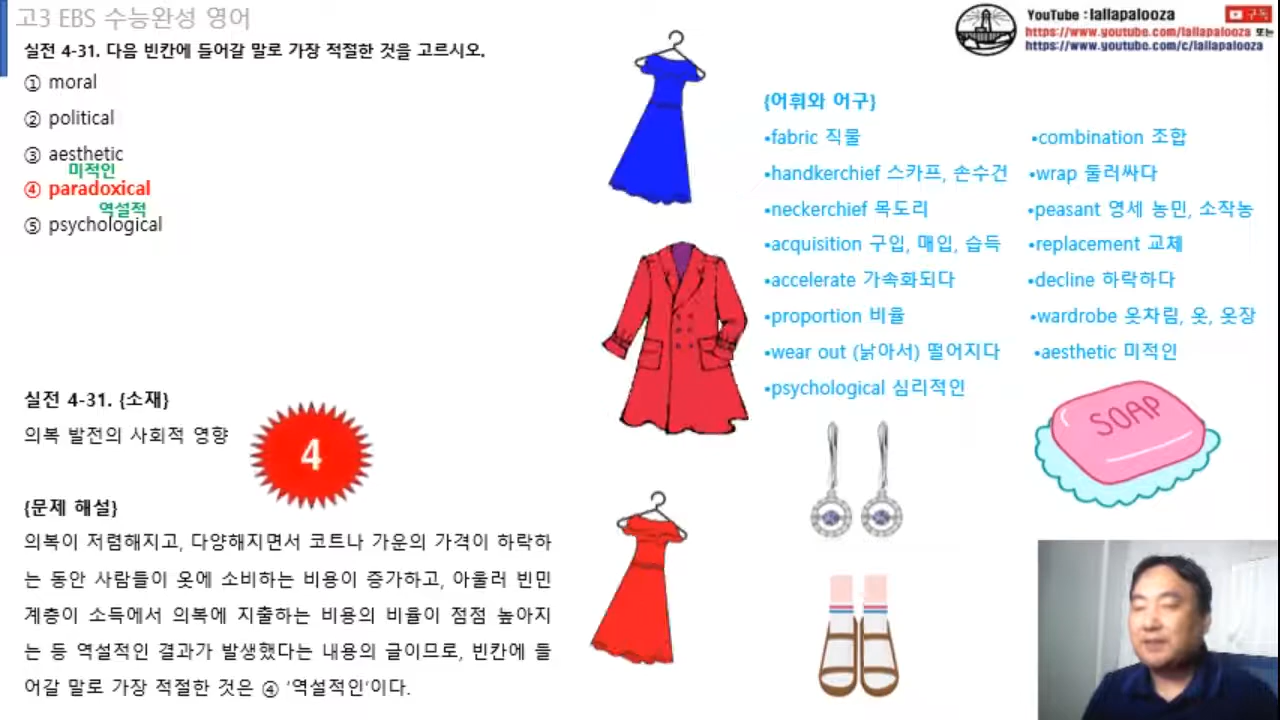 고3 EBS 수능완성 영어
실전 4-31. 다음 빈칸에 들어갈 말로 가장 적절한 것을 고르시오.
① moral
② political
③ aesthetic
미적인
④ paradoxical
역설적
⑤ psychological
실전 4-31. {소재}
의복 발전의 사회적 영향
4
{문제 해설}
의복이 저렴해지고, 다양해지면서 코트나 가운의 가격이 하락하
는 동안 사람들이 옷에 소비하는 비용이 증가하고, 아울러 빈민
계층이 소득에서 의복에 지출하는 비용의 비율이 점점 높아지
는 등 역설적인 결과가 발생했다는 내용의 글이므로, 빈칸에 들
어갈 말로 가장 적절한 것은 ④ ‘역설적인’이다.
YouTube : lallapalooza
구독
https://www.youtube.com/lallapalooza 또는
https://www.youtube.com/c/lallapalooza
{어휘와 어구}
•fabric 직물 •combination 조합
•handkerchief 스카프, 손수건 •wrap 둘러싸다
•neckerchief 목도리 •peasant 영세 농민, 소작농
•acquisition 구입, 매입, 습득 •replacement 교체
•accelerate 가속화되다 •decline 하락하다
•proportion 비율 •wardrobe 옷차림, 옷, 옷장
•wear out (낡아서) 떨어지다 •aesthetic 미적인
•psychological 심리적인
SOAP